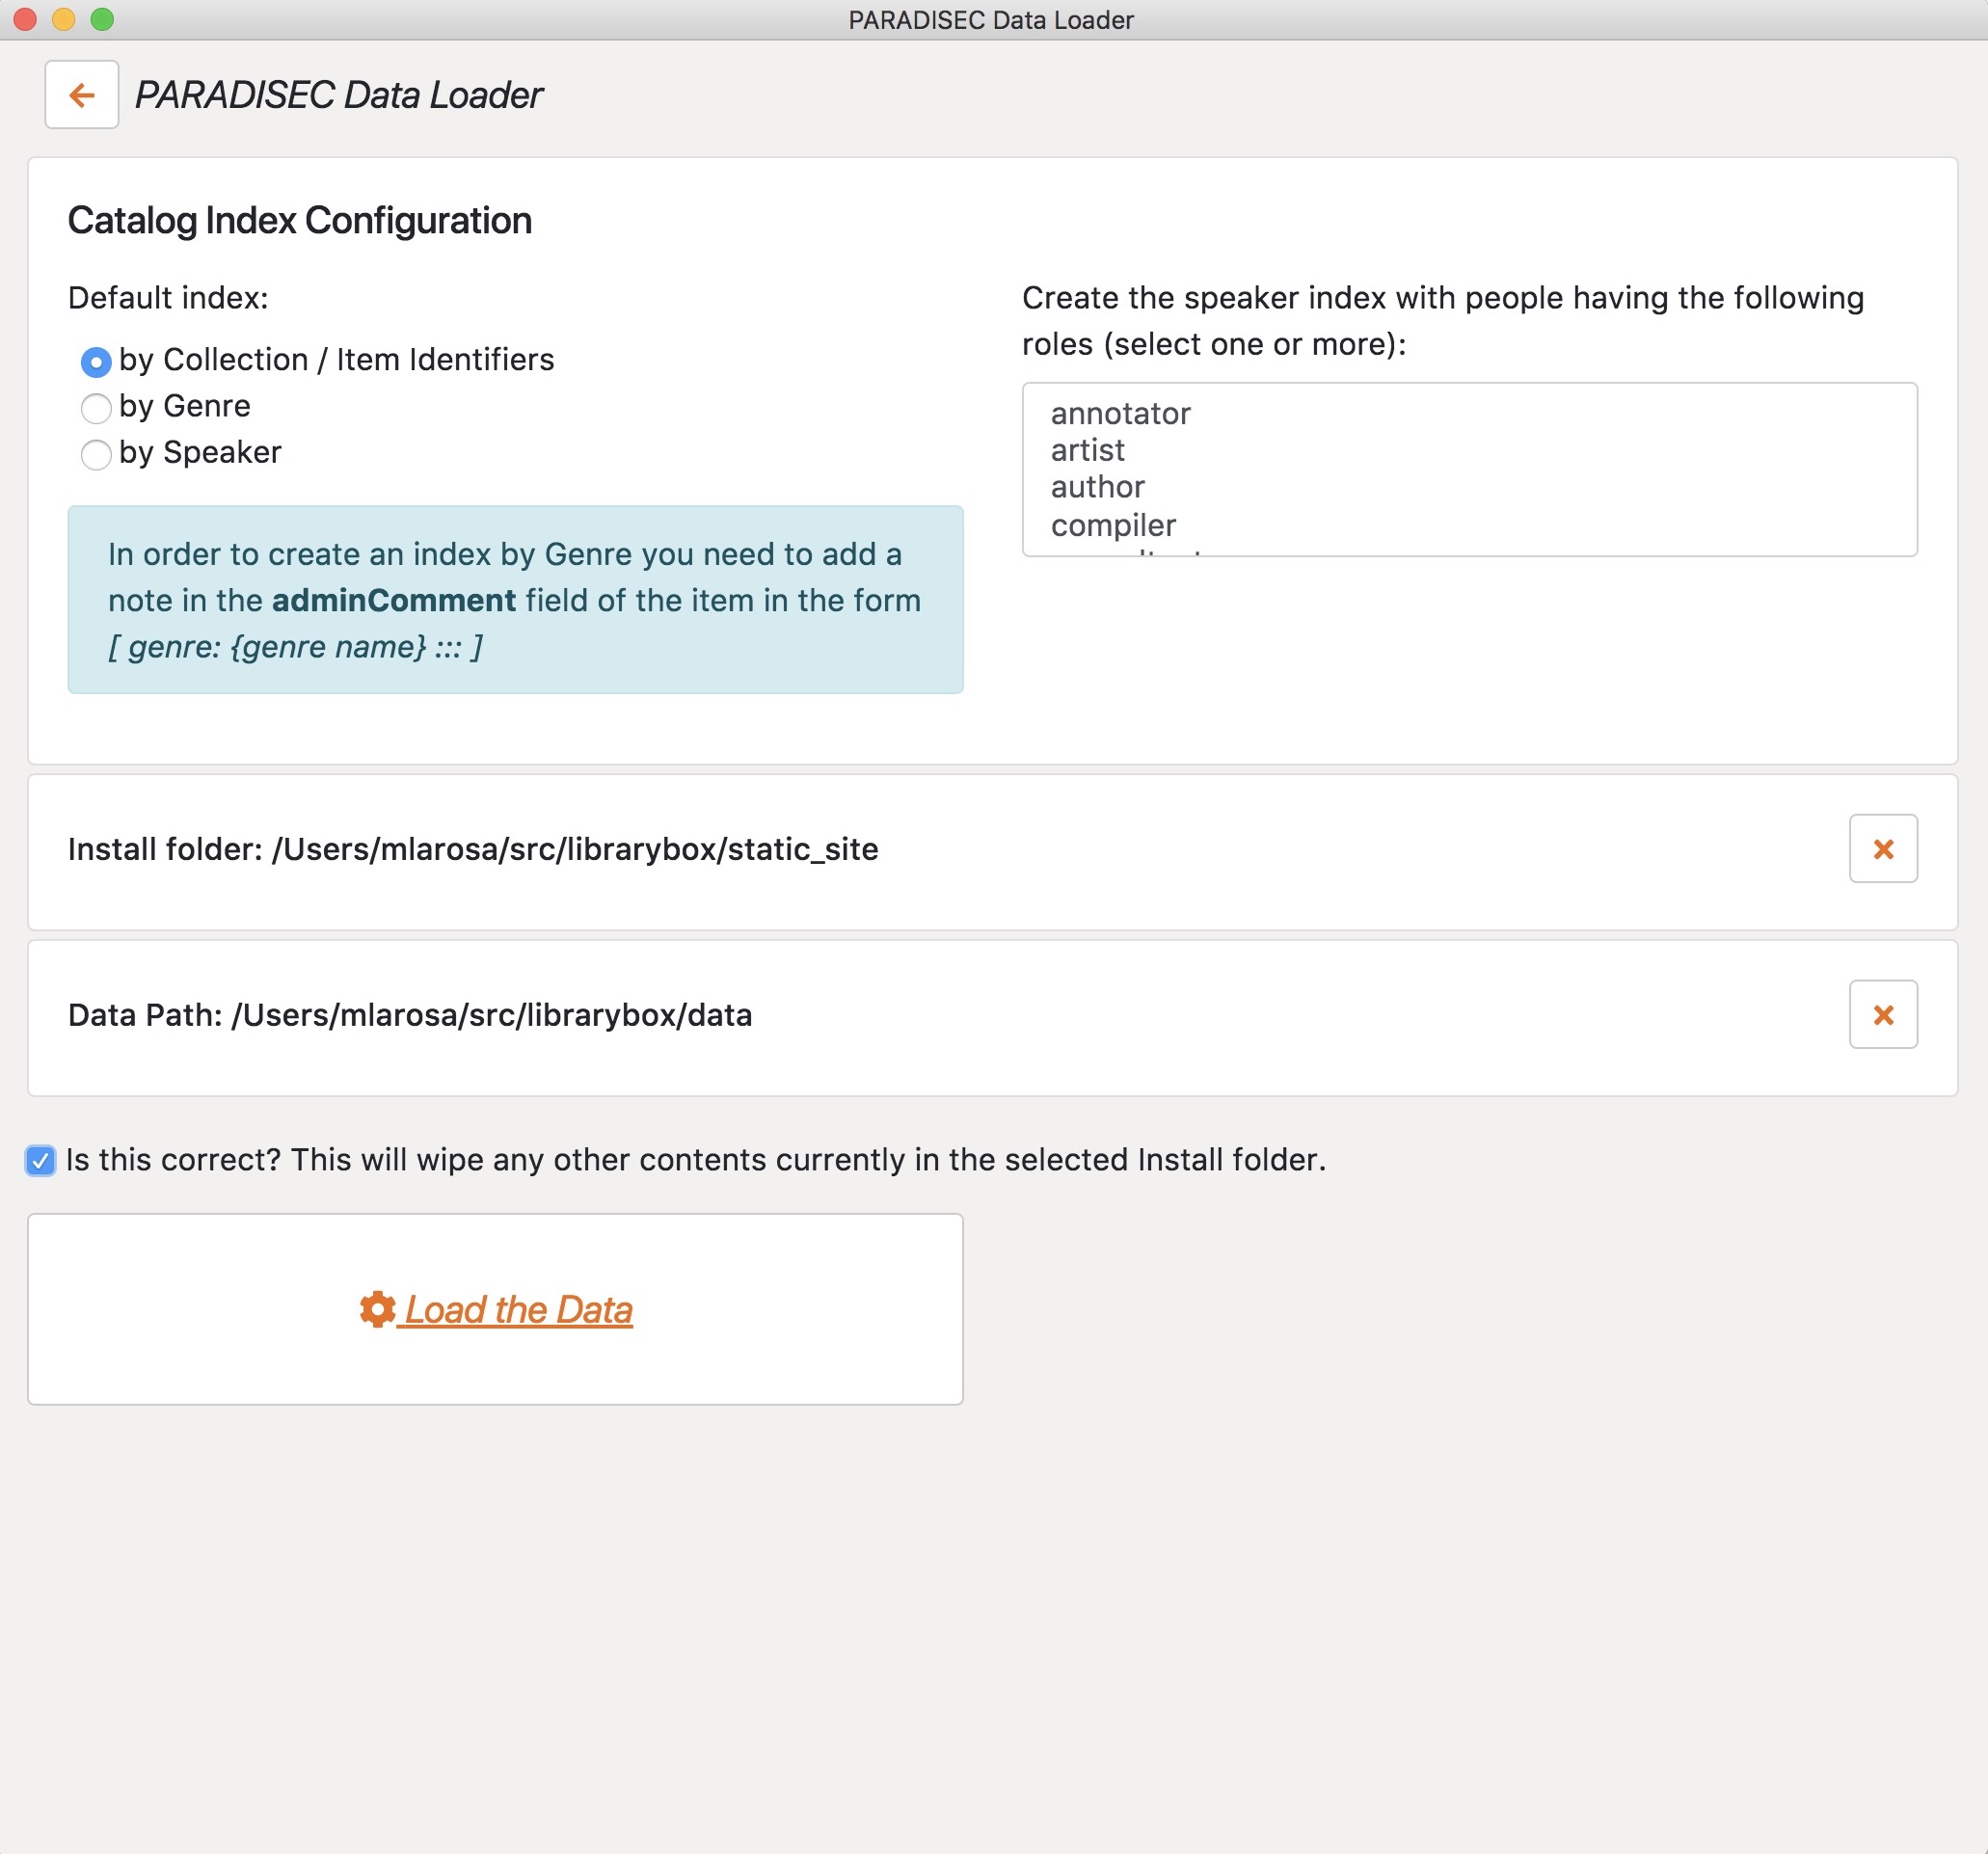 PARADISEC Data Loader
PARADISEC Data Loader
Catalog Index Configuration
Default index:
by Collection / Item Identifiers
by Genre
by Speaker
In order to create an index by Genre you need to add a
note in the adminComment field of the item in the form
[ genre: {genre name} ::: ]
Create the speaker index with people having the following
roles (select one or more):
annotator
artist
author
compiler
Install folder: /Users/mlarosa/src/librarybox/static_site
Data Path: /Users/mlarosa/src/librarybox/data
Is this correct? This will wipe any other contents currently in the selected Install folder.
Load the Data